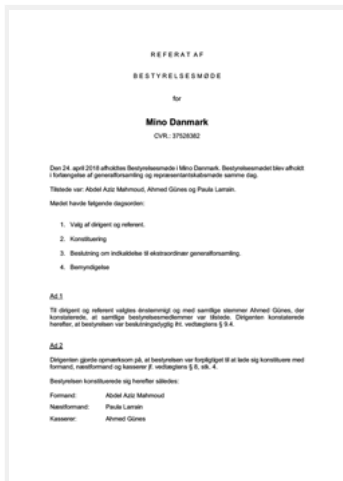 REFERAT AF
BESTYRELSESMØDE
for
Mino Danmark
CVR.: 37528382
Den 24. april 2018 afholdtes Bestyrelsesmøde i Mino Danmark. Bestyrelsesmødet blev afholdt
i forlængelse af generalforsamling og repræsentantskabsmøde samme dag.
Tilstede var: Abdel Aziz Mahmoud, Ahmed Günes og Paula Larrain.
Mødet havde følgende dagsorden:
1. Valg af dirigent og referent.
2. Konstituering
3. Beslutning om indkaldelse til ekstraordinær generalforsamling.
4. Bemyndigelse
Ad 1
Til dirigent og referent valgtes énstemmigt og med samtlige stemmer Ahmed Günes, der
konstaterede, at samtlige bestyrelsesmedlemmer var tilstede. Dirigenten konstaterede
herefter, at bestyrelsen var beslutningsdygtig iht. vedtægtens § 9.4.
Ad 2
Dirigenten gjorde opmærksom på, at bestyrelsen var forpligtiget til at lade sig konstituere med
formand, næstformand og kasserer jf. vedtægtens § 8, stk. 4.
Bestyrelsen konstituerede sig herefter således:
Formand: Abdel Aziz Mahmoud
Næstformand: Paula Larrain
Kasserer: Ahmed Günes